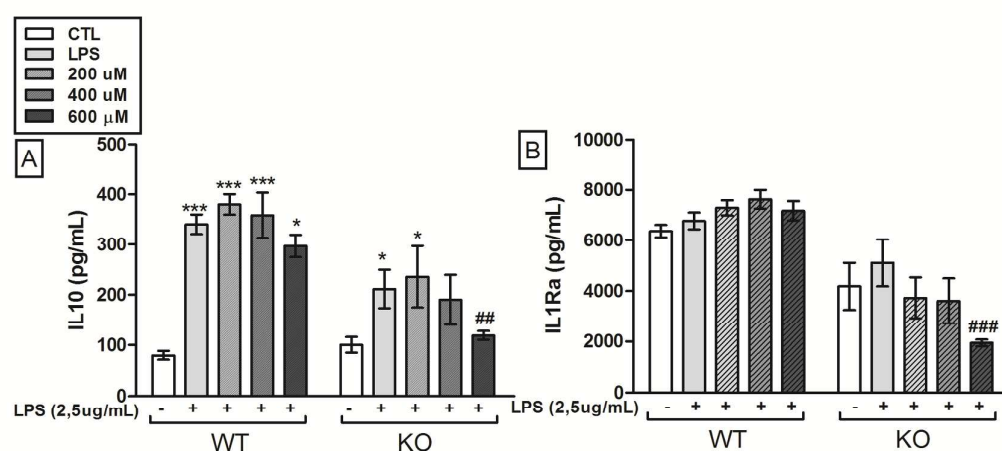 CTL
LPS
200 uM
400 uM
600 μM
A
IL10 (pg/mL)
500
400
300
200
100
0
*** *** *** * * * ##
LPS (2,5ug/mL) - + + + + - + + + +
WT KO
B
IL1Ra (pg/mL)
10000
8000
6000
4000
2000
0
###
LPS (2,5ug/mL) - + + + + - + + + +
WT KO